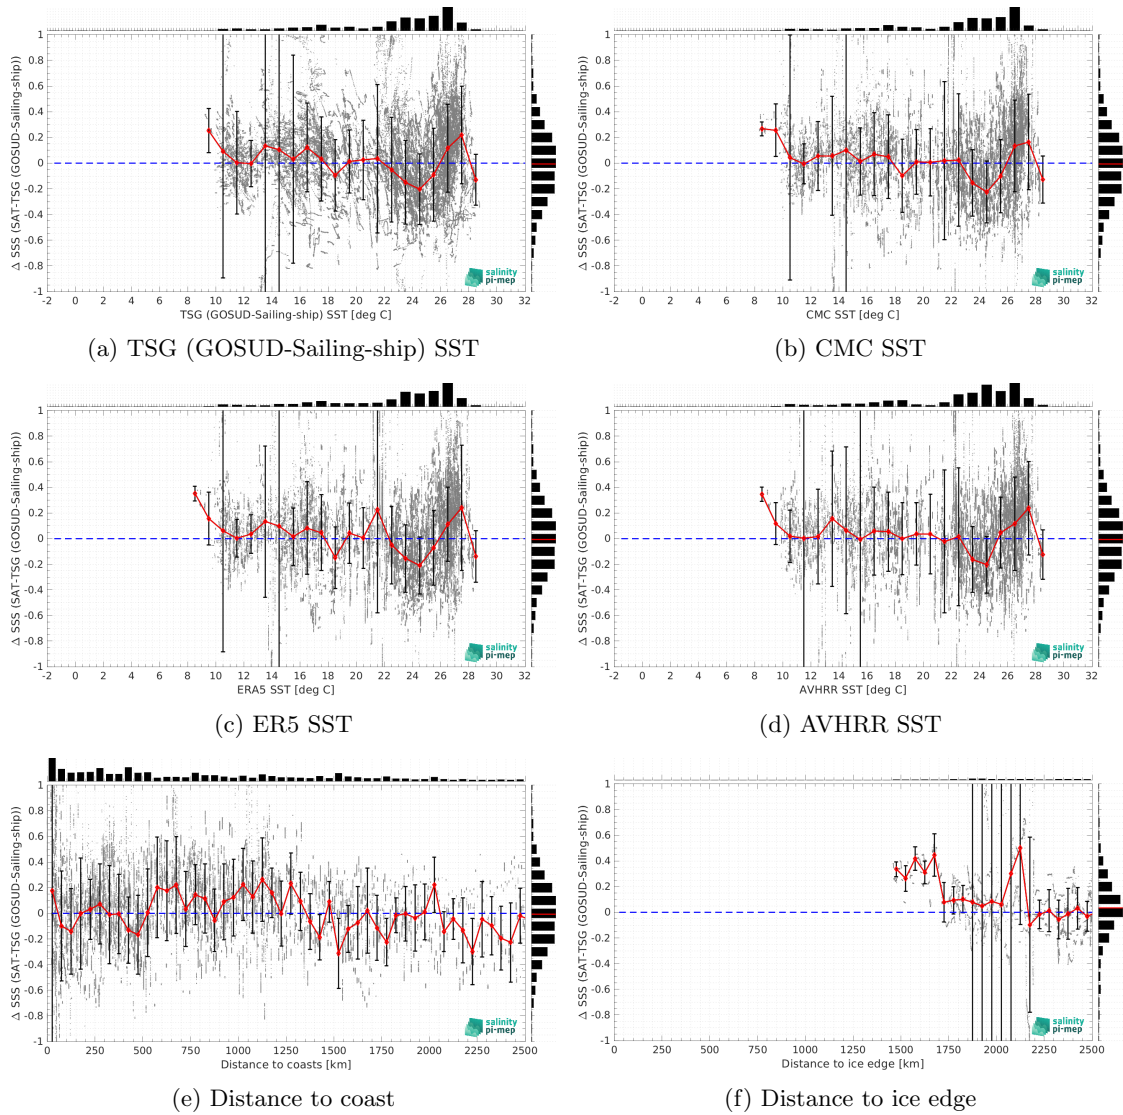 1
0.8
0.6
0.4
0.2
0
-0.2
-0.4
-0.6
-0.8
-1
Δ SSS (SAT-TSG (GOSUD-Sailing-ship))
salinity
pi-mep
-2 0 2 4 6 8 10 12 14 16 18 20 22 24 26 28 30 32
TSG (GOSUD-Sailing-ship) SST [deg C]
(a) TSG (GOSUD-Sailing-ship) SST
1
0.8
0.6
0.4
0.2
0
-0.2
-0.4
-0.6
-0.8
-1
Δ SSS (SAT-TSG (GOSUD-Sailing-ship))
salinity
pi-mep
-2 0 2 4 6 8 10 12 14 16 18 20 22 24 26 28 30 32
CMC SST [deg C]
(b) CMC SST
1
0.8
0.6
0.4
0.2
0
-0.2
-0.4
-0.6
-0.8
-1
Δ SSS (SAT-TSG (GOSUD-Sailing-ship))
salinity
pi-mep
-2 0 2 4 6 8 10 12 14 16 18 20 22 24 26 28 30 32
ERA5 SST [deg C]
(c) ER5 SST
1
0.8
0.6
0.4
0.2
0
-0.2
-0.4
-0.6
-0.8
-1
Δ SSS (SAT-TSG (GOSUD-Sailing-ship))
salinity
pi-mep
-2 0 2 4 6 8 10 12 14 16 18 20 22 24 26 28 30 32
AVHRR SST [deg C]
(d) AVHRR SST
1
0.8
0.6
0.4
0.2
0
-0.2
-0.4
-0.6
-0.8
-1
Δ SSS (SAT-TSG (GOSUD-Sailing-ship))
salinity
pi-mep
0 250 500 750 1000 1250 1500 1750 2000 2250 2500
Distance to coasts [km]
(e) Distance to coast
1
0.8
0.6
0.4
0.2
0
-0.2
-0.4
-0.6
-0.8
-1
Δ SSS (SAT-TSG (GOSUD-Sailing-ship))
salinity
pi-mep
0 250 500 750 1000 1250 1500 1750 2000 2250 2500
Distance to ice edge [km]
(f) Distance to ice edge